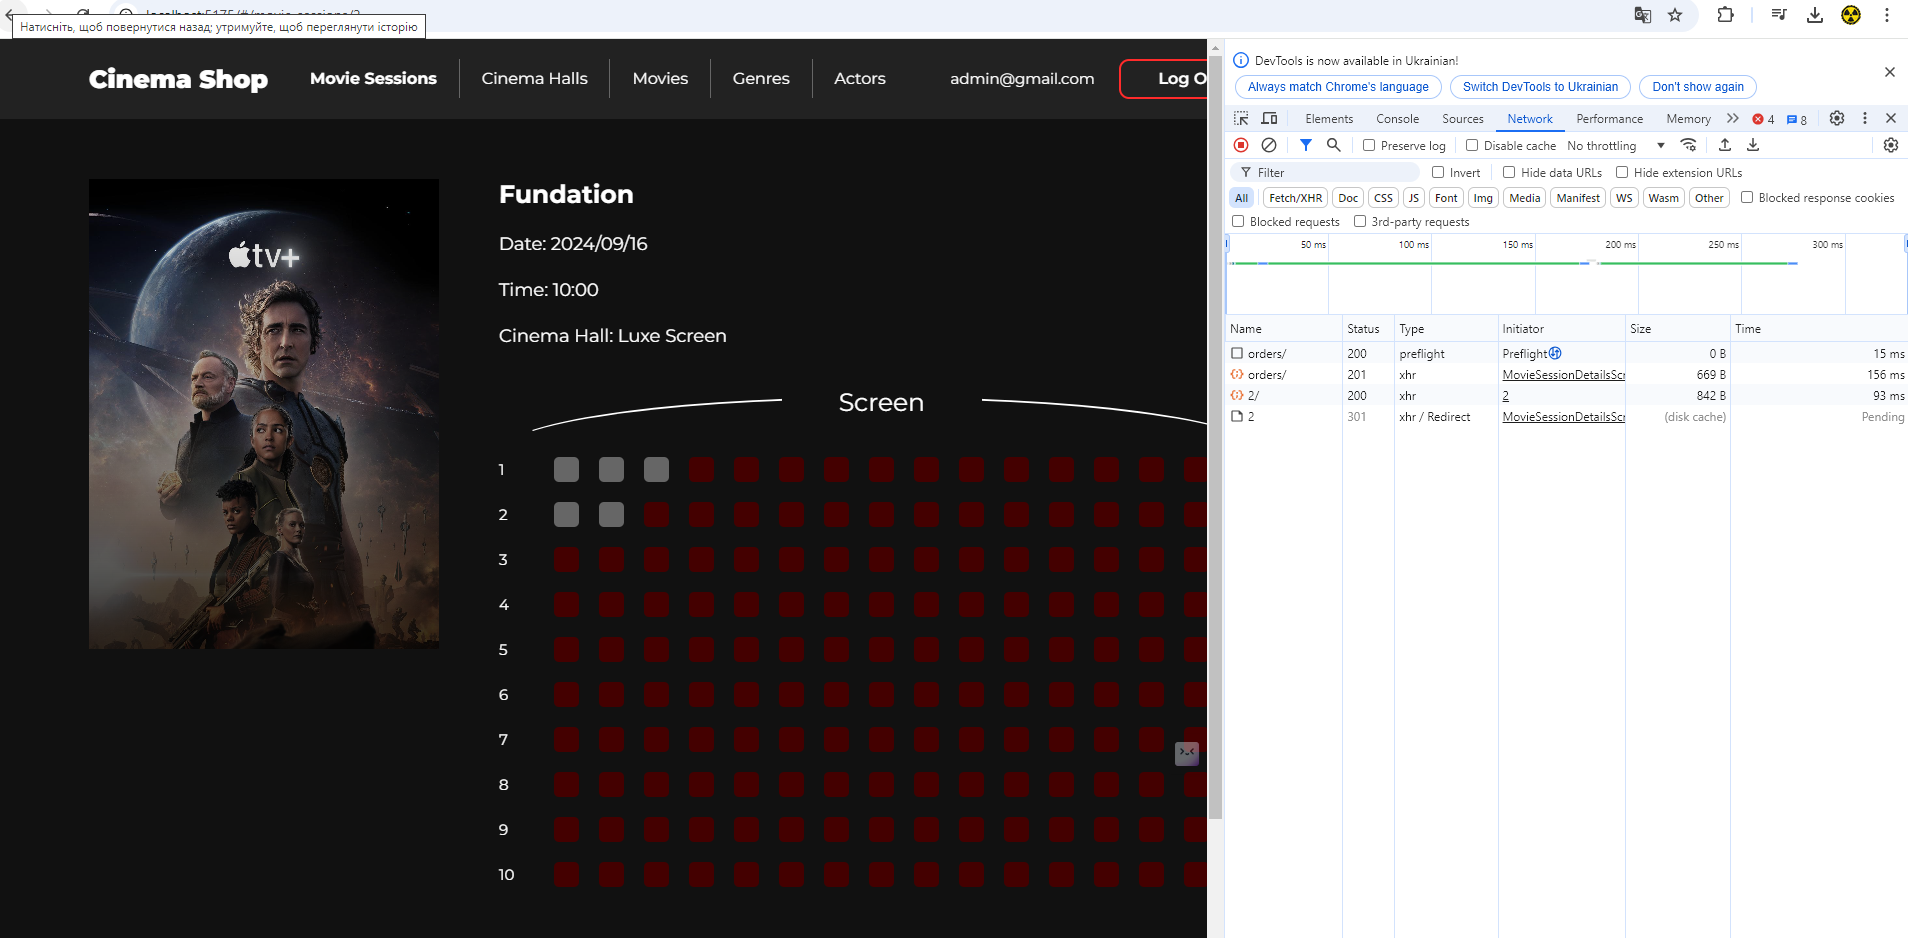 Натисніть, щоб повернутися назад; утримуйте, щоб переглянути історію
Cinema Shop
Movie Sessions
Cinema Halls
Movies
Genres
Actors
admin@gmail.com
Log O
tv+
Fundation
Date: 2024/09/16
Time: 10:00
Cinema Hall: Luxe Screen
Screen
1
2
3
4
5
6
7
8
9
10
DevTools is now available in Ukrainian!
Always match Chrome's language
Switch DevTools to Ukrainian
Don't show again
Elements
Console
Sources
Network
Performance
Memory
4
8
Preserve log
Disable cache
No throttling
Filter
Invert
Hide data URLs
Hide extension URLs
All
Fetch/XHR
Doc
CSS
JS
Font
Img
Media
Manifest
WS
Wasm
Other
Blocked response cookies
Blocked requests
3rd-party requests
50 ms
100 ms
150 ms
200 ms
250 ms
300 ms
Name Status Type Initiator Size Time
orders/ 200 preflight Preflight 0 B 15 ms
orders/ 201 xhr MovieSessionDetailsScr 669 B 156 ms
2/ 200 xhr 2 842 B 93 ms
2 301 xhr / Redirect MovieSessionDetailsScr (disk cache) Pending